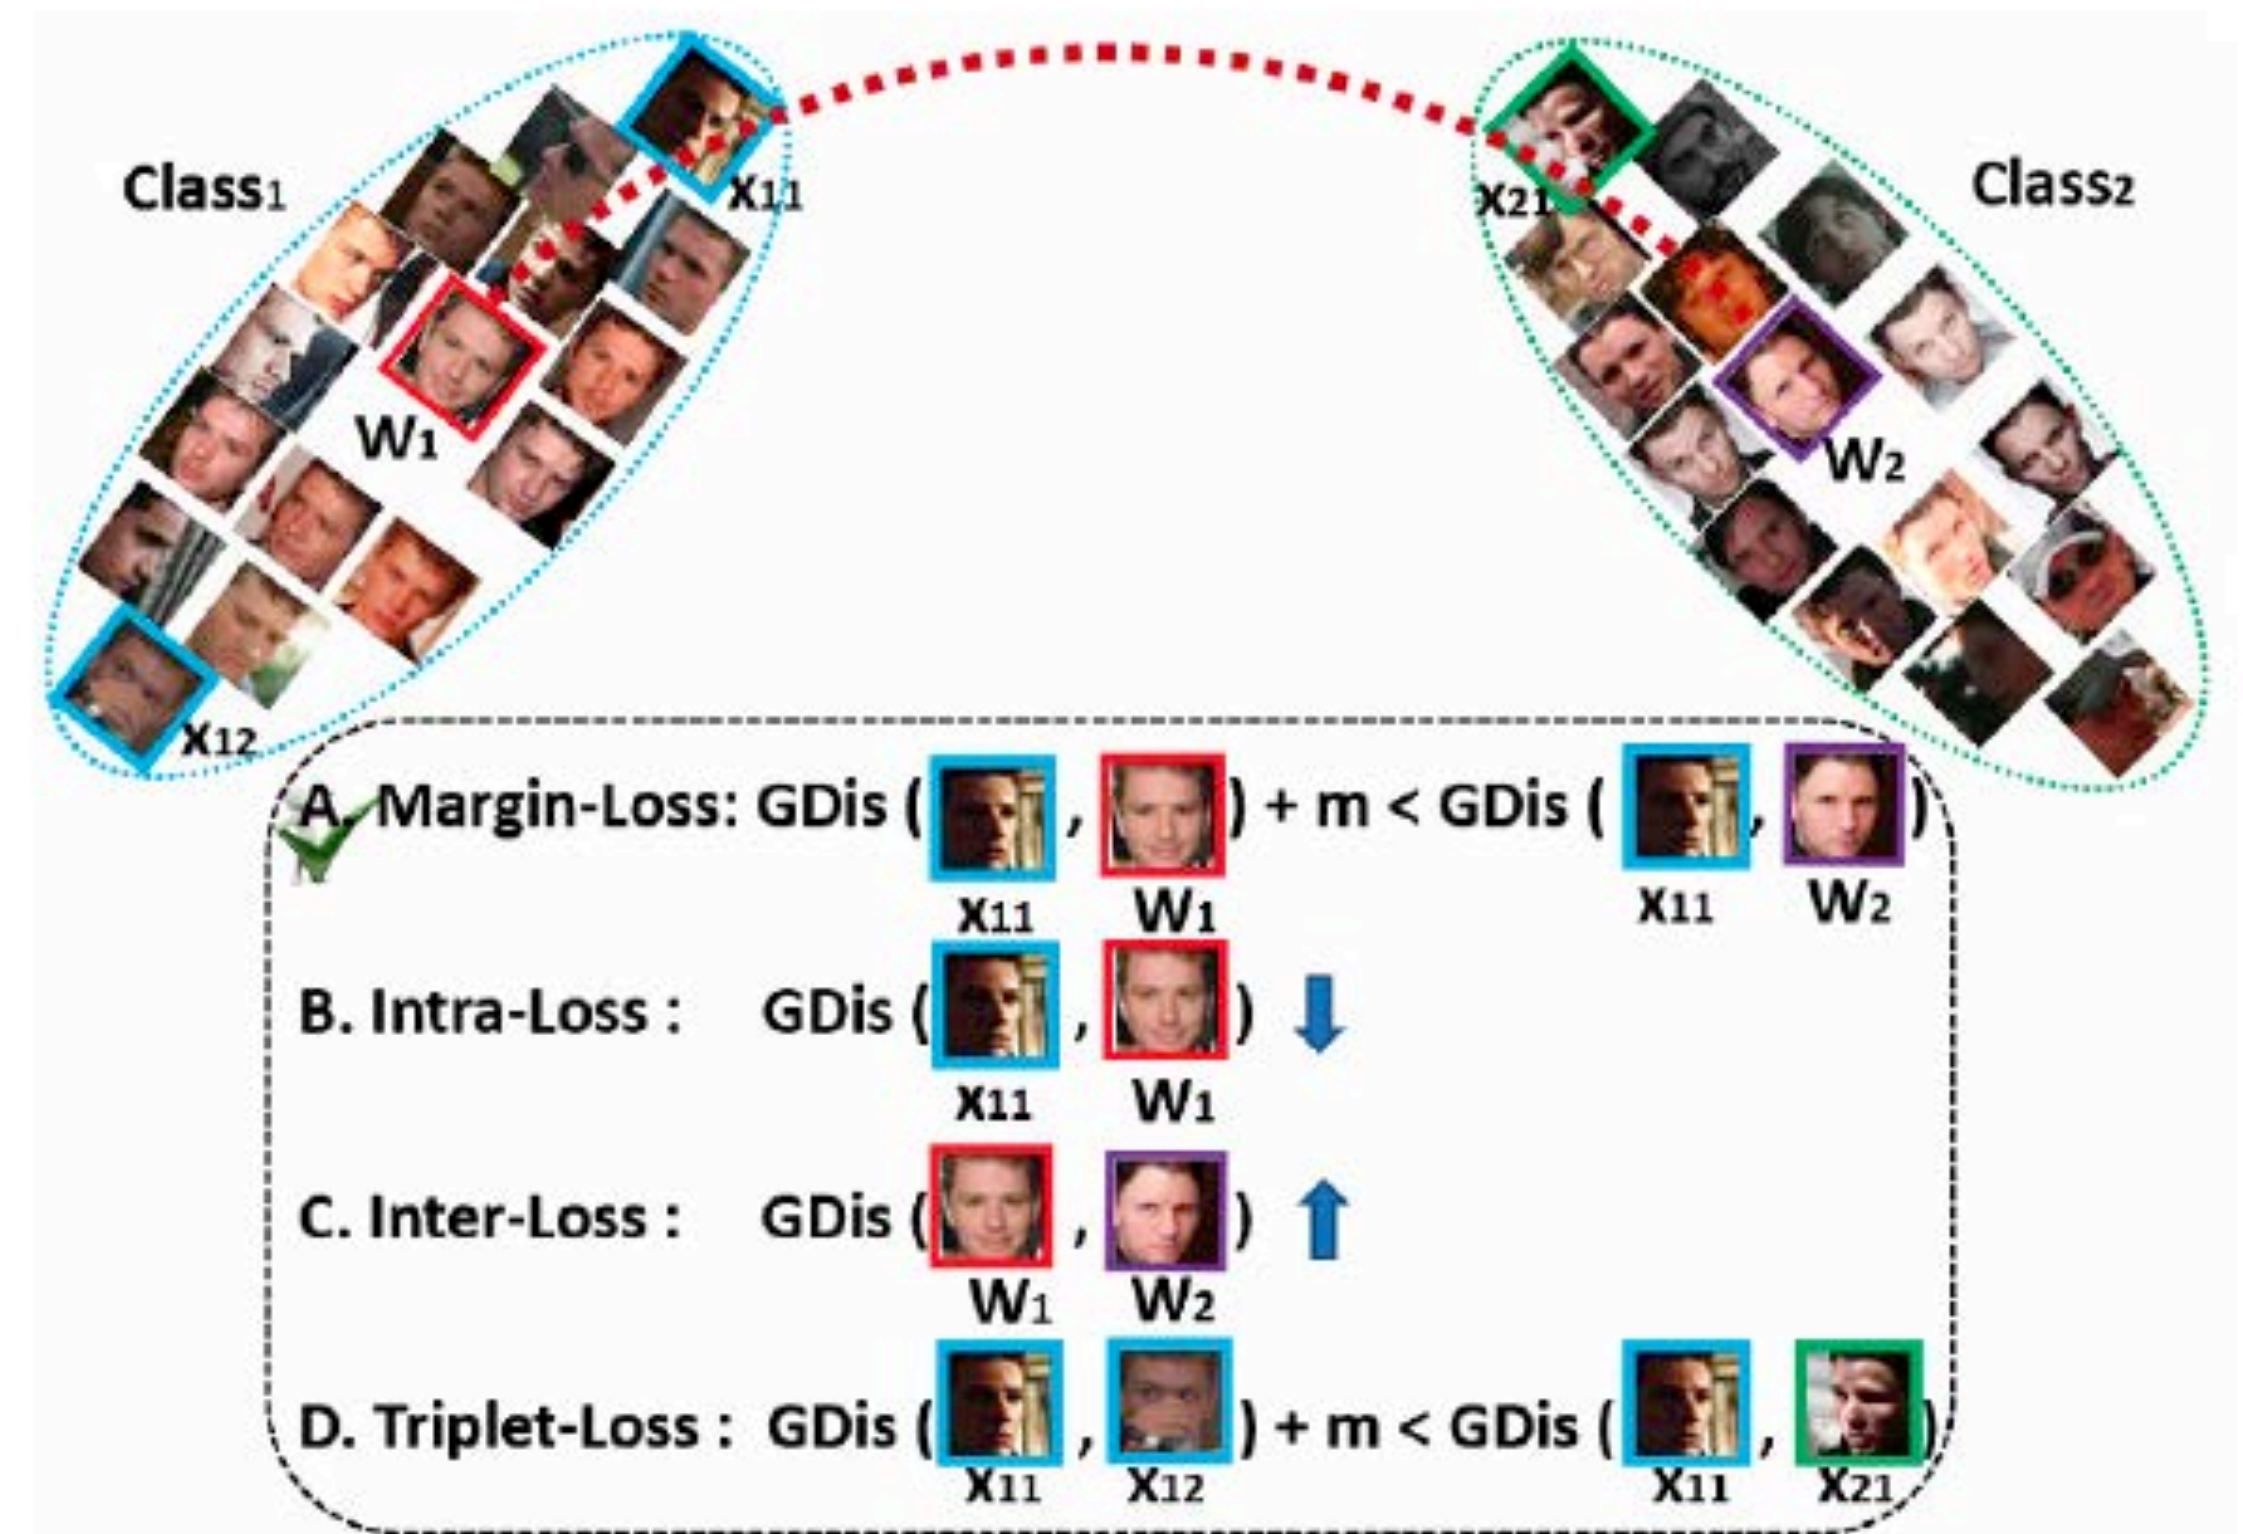 Class1
x11
x21
Class2
W1
W2
x12
A. Margin-Loss: GDis ( , ) + m < GDis ( , )
x11 W1 x11 W2
B. Intra-Loss : GDis ( , )
x11 W1
C. Inter-Loss : GDis ( , )
W1 W2
D. Triplet-Loss : GDis ( , ) + m < GDis ( , )
x11 x12 x11 x21